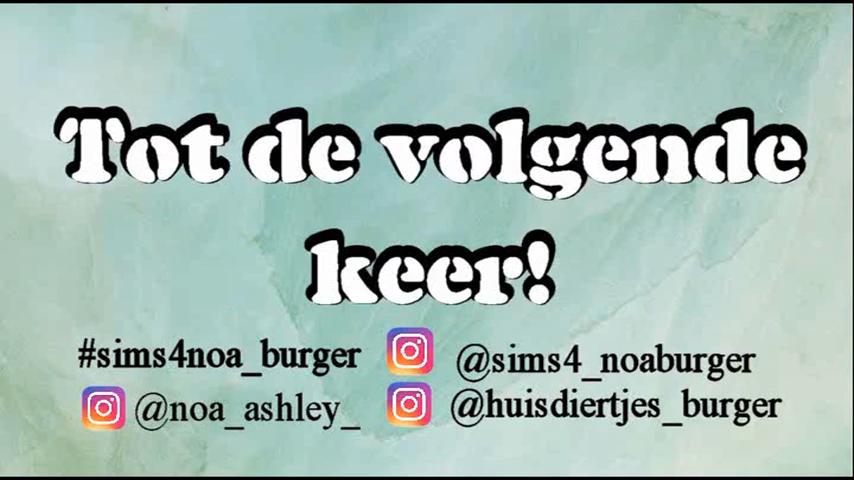 Tot de volgende
keer!
#sims4noa_burger @sims4_noaburger
@noa_ashley_ @huisdiertjes_burger